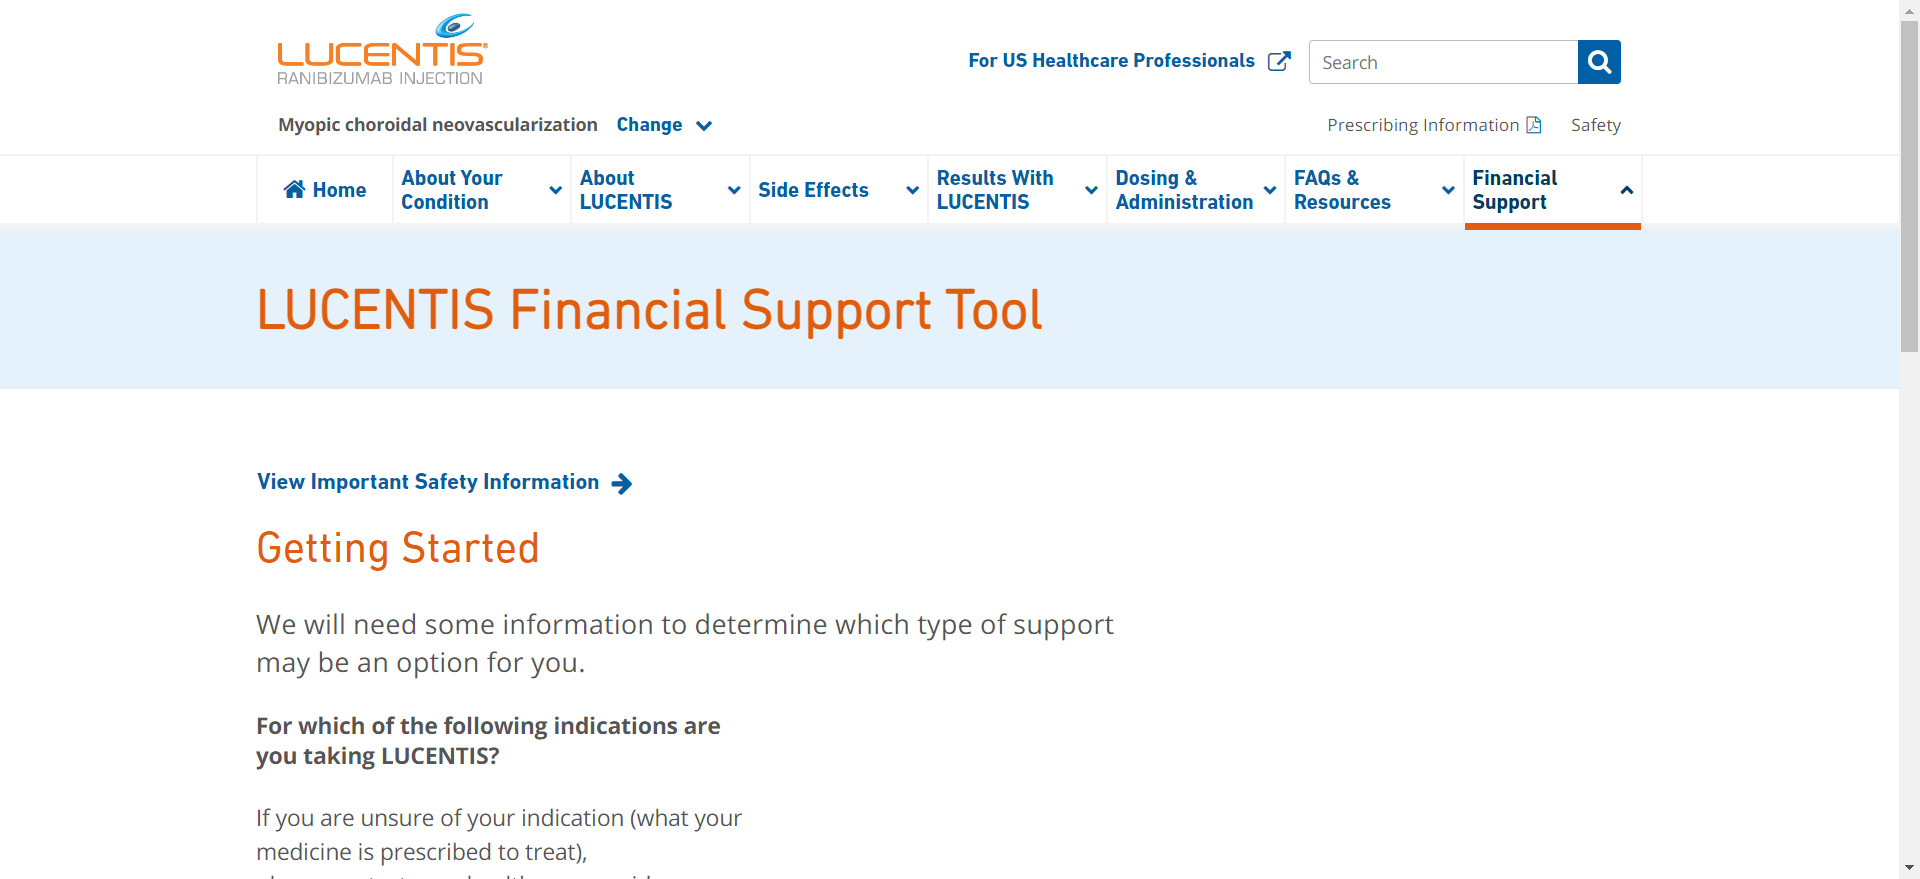 LUCENTIS®
RANIBIZUMAB INJECTION
For US Healthcare Professionals
Search
Myopic choroidal neovascularization Change
Prescribing Information
Safety
Home
About Your
Condition
About
LUCENTIS
Side Effects
Results With
LUCENTIS
Dosing &
Administration
FAQs &
Resources
Financial
Support
LUCENTIS Financial Support Tool
View Important Safety Information
Getting Started
We will need some information to determine which type of support
may be an option for you.
For which of the following indications are
you taking LUCENTIS?
If you are unsure of your indication (what your
medicine is prescribed to treat),